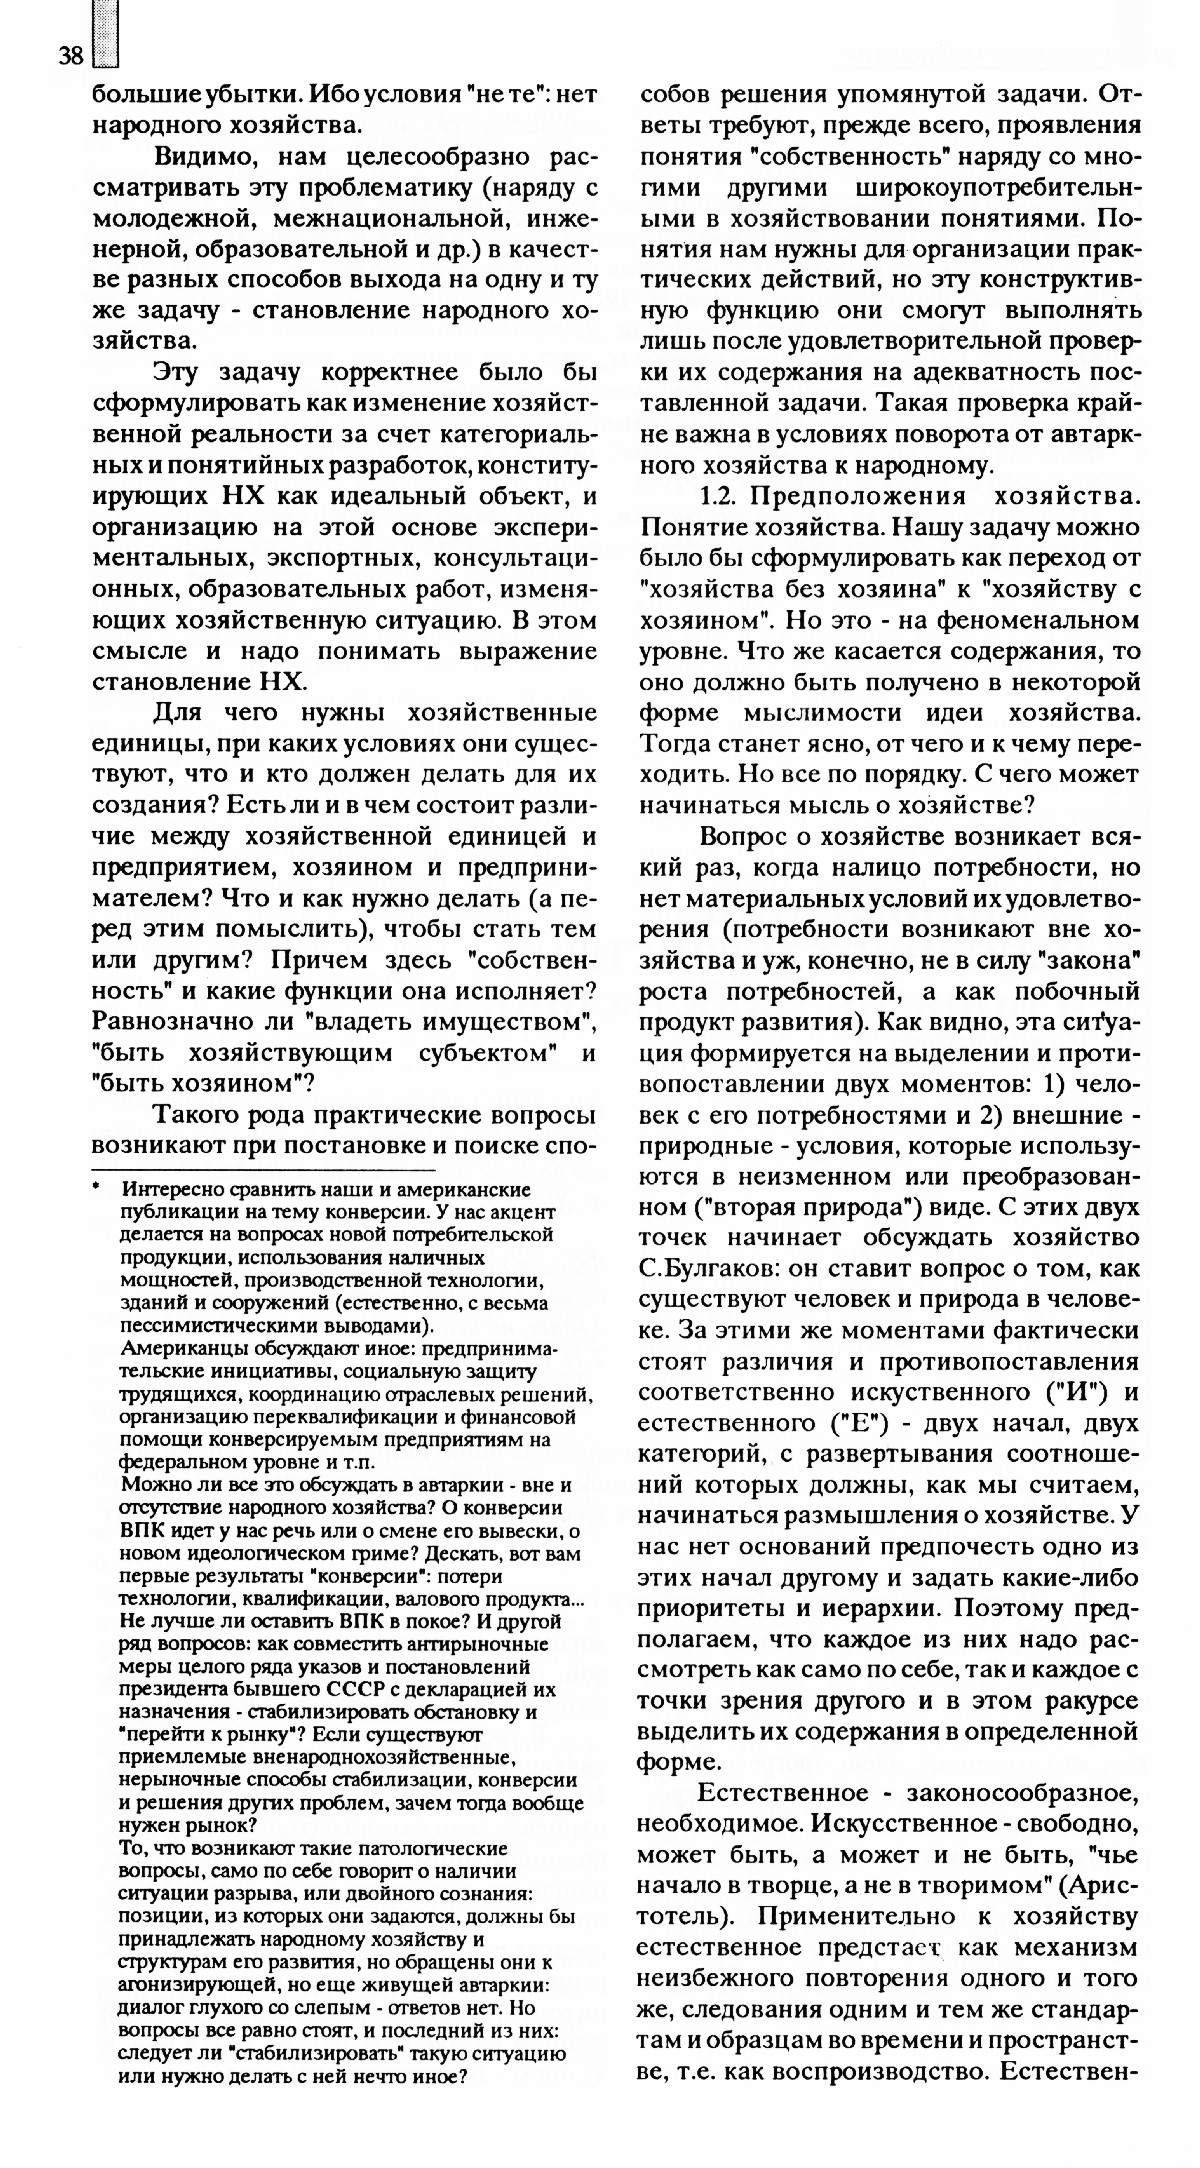 38
большие убытки. Ибо условия "не те": нет
народного хозяйства.
Видимо, нам целесообразно рас-
сматривать эту проблематику (наряду с
молодежной, межнациональной, инже-
нерной, образовательной и др.) в качест-
ве разных способов выхода на одну и ту
же задачу - становление народного хо-
зяйства.
Эту задачу корректнее было бы
сформулировать как изменение хозяйст-
венной реальности за счет категориаль-
ных и понятийных разработок, конститу-
ирующих НХ как идеальный объект, и
организацию на этой основе экспери-
ментальных, экспортных, консультаци-
онных, образовательных работ, изменя-
ющих хозяйственную ситуацию. В этом
смысле и надо понимать выражение
становление НХ.
Для чего нужны хозяйственные
единицы, при каких условиях они сущес-
твуют, что и кто должен делать для их
создания? Есть ли и в чем состоит разли-
чие между хозяйственной единицей и
предприятием, хозяином и предприни-
мателем? Что и как нужно делать (а пе-
ред этим помыслить), чтобы стать тем
или другим? Причем здесь "собствен-
ность" и какие функции она исполняет?
Равнозначно ли "владеть имуществом",
"быть хозяйствующим субъектом" и
"быть хозяином"?
Такого рода практические вопросы
возникают при постановке и поиске спо-
* Интересно сравнить наши и американские
публикации на тему конверсии. У нас акцент
делается на вопросах новой потребительской
продукции, использования наличных
мощностей, производственной технологии,
зданий и сооружений (естественно, с весьма
пессимистическими выводами).
Американцы обсуждают иное: предпринима-
тельские инициативы, социальную защиту
трудящихся, координацию отраслевых решений,
организацию переквалификации и финансовой
помощи конверсируемым предприятиям на
федеральном уровне и т.п.
Можно ли все это обсуждать в автаркии - вне и
отсутствие народного хозяйства? О конверсии
ВПК идет у нас речь или о смене его вывески, о
новом идеологическом гриме? Дескать, вот вам
первые результаты "конверсии": потери
технологии, квалификации, валового продукта...
Не лучше ли оставить ВПК в покое? И другой
ряд вопросов: как совместить антирыночные
меры целого ряда указов и постановлений
президента бывшего СССР с декларацией их
назначения - стабилизировать обстановку и
"перейти к рынку"? Если существуют
приемлемые вненароднохозяйственные,
нерыночные способы стабилизации, конверсии
и решения других проблем, зачем тогда вообще
нужен рынок?
То, что возникают такие патологические
вопросы, само по себе говорит о наличии
ситуации разрыва, или двойного сознания:
позиции, из которых они задаются, должны бы
принадлежать народному хозяйству и
структурам его развития, но обращены они к
агонизирующей, но еще живущей автаркии:
диалог глухого со слепым - ответов нет. Но
вопросы все равно стоят, и последний из них:
следует ли "стабилизировать" такую ситуацию
или нужно делать с ней нечто иное?
собов решения упомянутой задачи. От-
веты требуют, прежде всего, проявления
понятия "собственность" наряду со мно-
гими другими широкоупотребительн-
ыми в хозяйствовании понятиями. По-
нятия нам нужны для организации прак-
тических действий, но эту конструктив-
ную функцию они смогут выполнять
лишь после удовлетворительной провер-
ки их содержания на адекватность пос-
тавленной задачи. Такая проверка край-
не важна в условиях поворота от автарк-
ного хозяйства к народному.
1.2. Предположения хозяйства.
Понятие хозяйства. Нашу задачу можно
было бы сформулировать как переход от
"хозяйства без хозяина" к "хозяйству с
хозяином". Но это - на феноменальном
уровне. Что же касается содержания, то
оно должно быть получено в некоторой
форме мыслимости идеи хозяйства.
Тогда станет ясно, от чего и к чему пере-
ходить. Но все по порядку. С чего может
начинаться мысль о хозяйстве?
Вопрос о хозяйстве возникает вся-
кий раз, когда налицо потребности, но
нет материальных условий их удовлетво-
рения (потребности возникают вне хо-
зяйства и уж, конечно, не в силу "закона"
роста потребностей, а как побочный
продукт развития). Как видно, эта ситуа-
ция формируется на выделении и проти-
вопоставлении двух моментов: 1) чело-
век с его потребностями и 2) внешние -
природные - условия, которые использу-
ются в неизменном или преобразован-
ном ("вторая природа") виде. С этих двух
точек начинает обсуждать хозяйство
С.Булгаков: он ставит вопрос о том, как
существуют человек и природа в челове-
ке. За этими же моментами фактически
стоят различия и противопоставления
соответственно искуственного ("И") и
естественного ("Е") - двух начал, двух
категорий, с развертывания соотноше-
ний которых должны, как мы считаем,
начинаться размышления о хозяйстве. У
нас нет оснований предпочесть одно из
этих начал другому и задать какие-либо
приоритеты и иерархии. Поэтому пред-
полагаем, что каждое из них надо рас-
смотреть как само по себе, так и каждое с
точки зрения другого и в этом ракурсе
выделить их содержания в определенной
форме.
Естественное - законосообразное,
необходимое. Искусственное - свободно,
может быть, а может и не быть, "чье
начало в творце, а не в творимом" (Арис-
тотель). Применительно к хозяйству
естественное предстает как механизм
неизбежного повторения одного и того
же, следования одним и тем же стандар-
там и образцам во времени и пространст-
ве, т.е. как воспроизводство. Естествен-